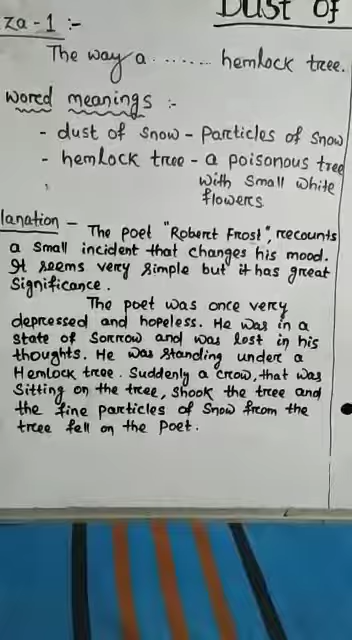 Dust of
za-1:-
The way a ........ hemlock tree.
wored meanings :-
- dust of snow - Particles of snow
- hemlock tree - a poisonous tree
with small white
flowers
lanation - The poet "Robert Frost", recounts
a small incident that changes his mood.
It seems very simple but it has great
Significance.
The poet was once very
depressed and hopeless. He was in a
state of sorrow and was lost in his
thoughts. He was standing under a
Hemlock tree. Suddenly a crow, that was
Sitting on the tree, shook the tree and
the fine particles of snow from the
tree fell on the Poet.